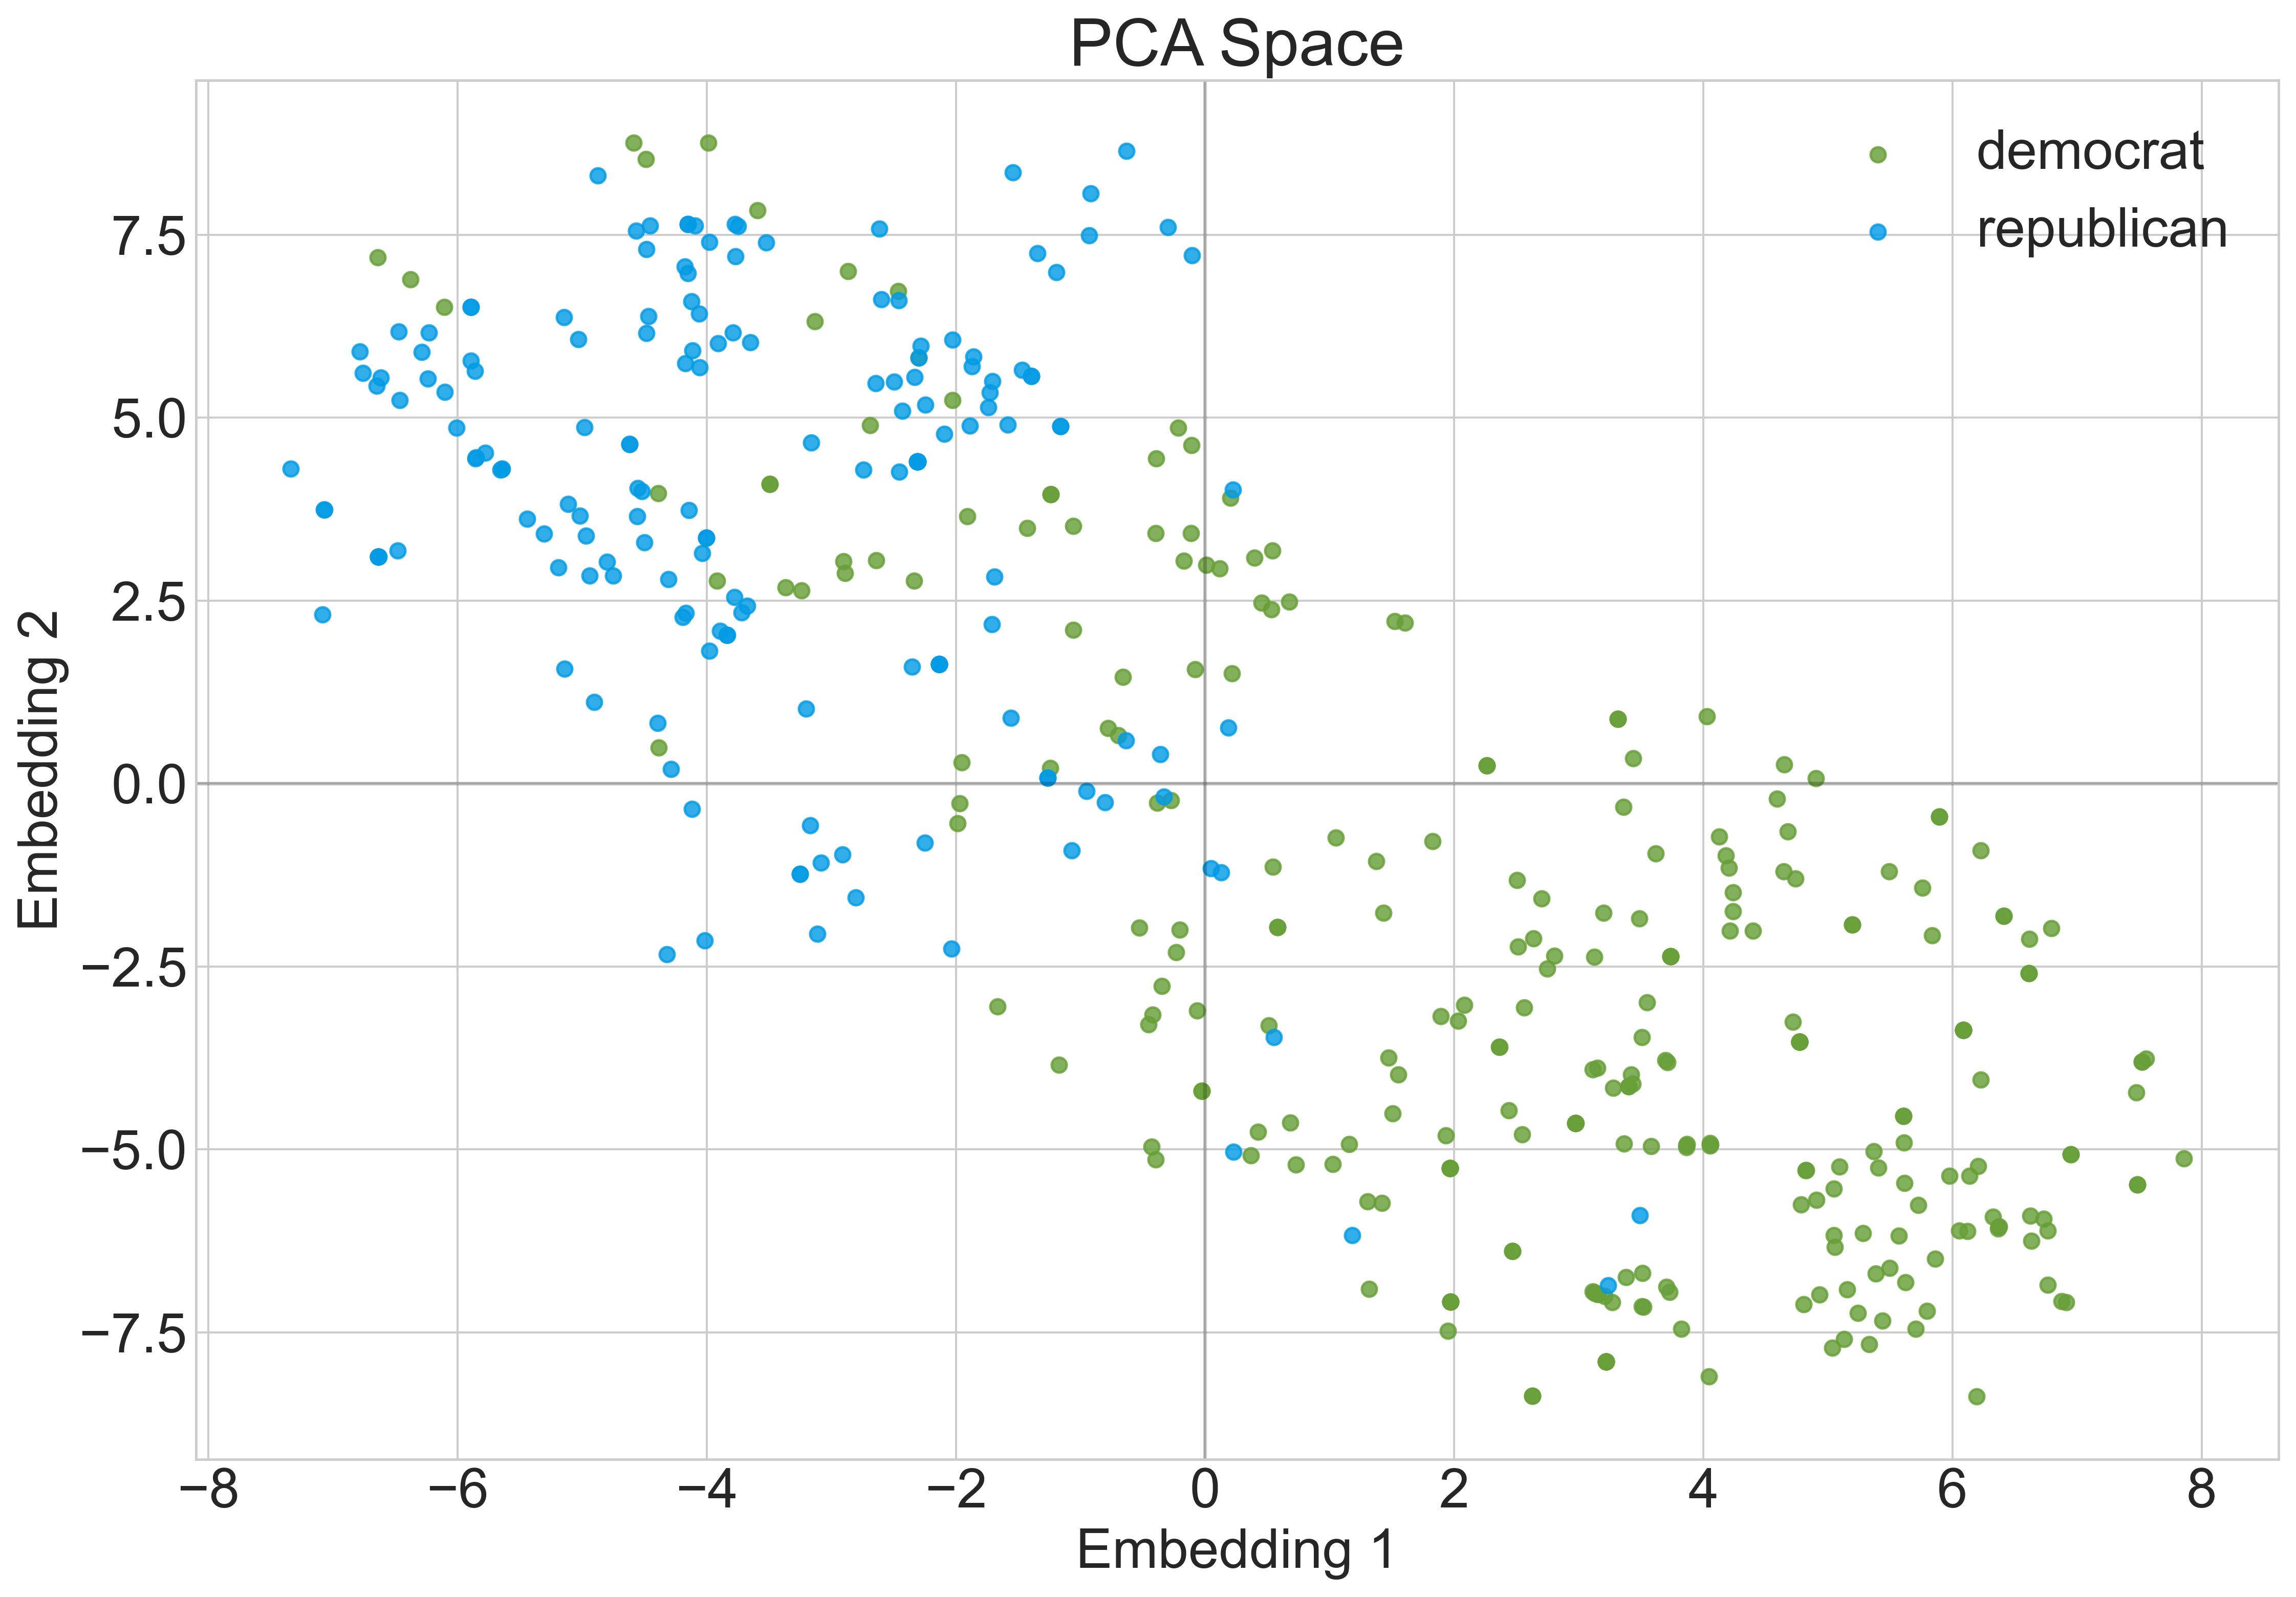 PCA Space
democrat
republican
7.5
5.0
2.5
0.0
−2.5
−5.0
−7.5
Embedding 2
−8 −6 −4 −2 0 2 4 6 8
Embedding 1